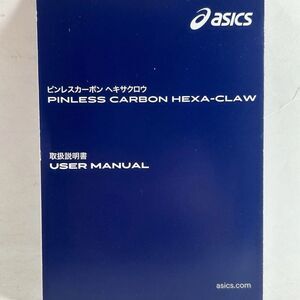 asics
ピンレスカーボン ヘキサクロウ
PINLESS CARBON HEXA-CLAW
取扱説明書
USER MANUAL
asics.com